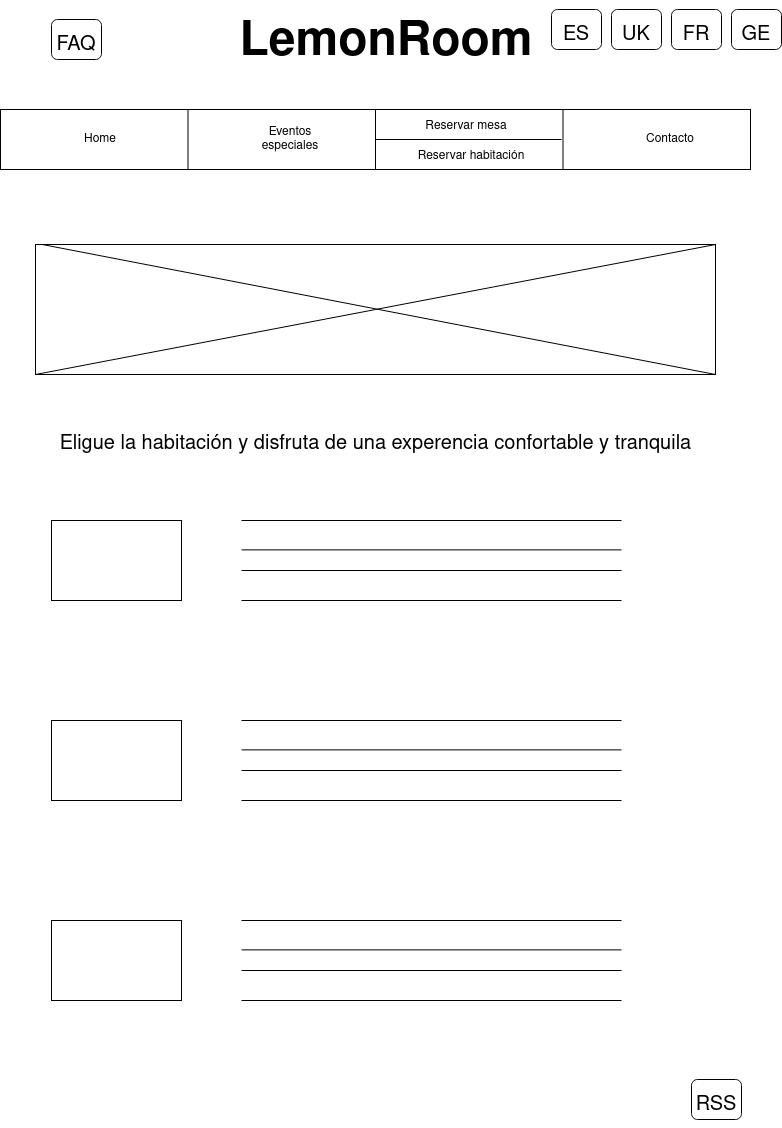 FAQ
LemonRoom
ES
UK
FR
GE
Home
Eventos
especiales
Reservar mesa
Reservar habitación
Contacto
Eligue la habitación y disfruta de una experencia confortable y tranquila
RSS